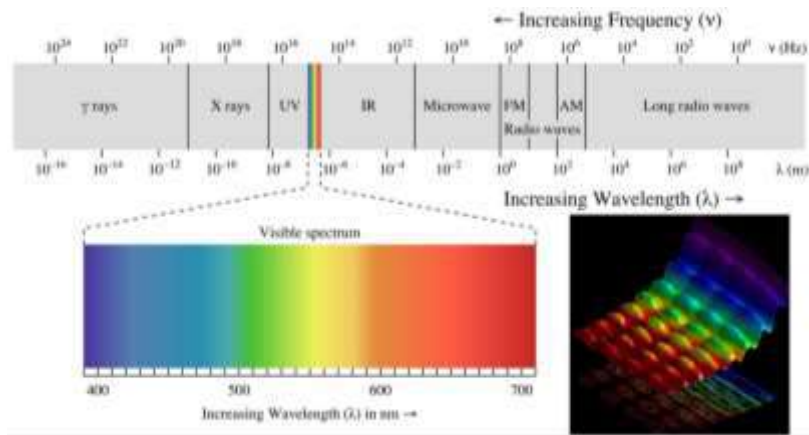 ← Increasing Frequency (ν)
10²⁴ 10²² 10²⁰ 10¹⁸ 10¹⁶ 10¹⁴ 10¹² 10¹⁰ 10⁸ 10⁶ 10⁴ 10² 10⁰ ν (Hz)
γ rays X rays UV IR Microwave FM AM Long radio waves
Radio waves
10⁻¹⁶ 10⁻¹⁴ 10⁻¹² 10⁻¹⁰ 10⁻⁸ 10⁻⁶ 10⁻⁴ 10⁻² 10⁰ 10² 10⁴ 10⁶ 10⁸ λ (m)
Increasing Wavelength (λ) →
Visible spectrum
400 500 600 700
Increasing Wavelength (λ) in nm →